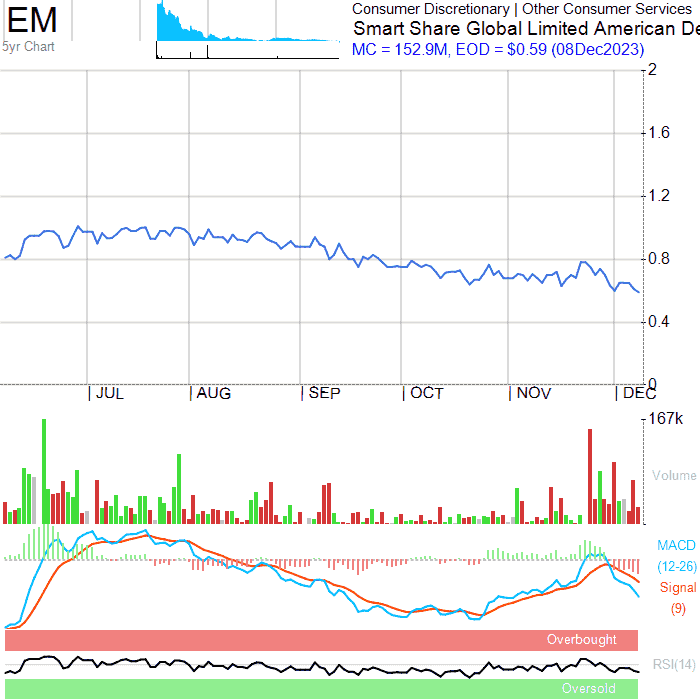 EM
5yr Chart
Consumer Discretionary | Other Consumer Services
Smart Share Global Limited American De
MC = 152.9M, EOD = $0.59 (08Dec2023)
2
1.6
1.2
0.8
0.4
0
JUL AUG SEP OCT NOV DEC
167k
Volume
MACD
(12-26)
Signal
(9)
Overbought
RSI(14)
Oversold